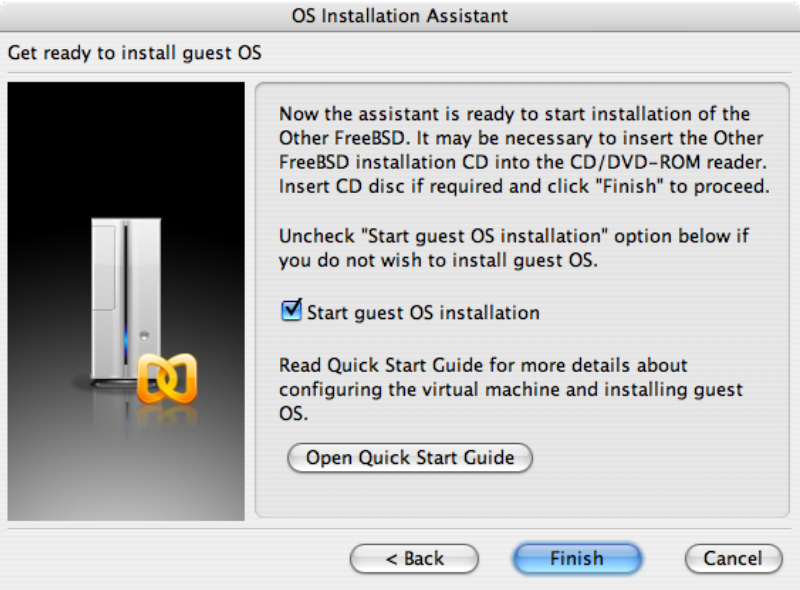 OS Installation Assistant
Get ready to install guest OS
Now the assistant is ready to start installation of the
Other FreeBSD. It may be necessary to insert the Other
FreeBSD installation CD into the CD/DVD-ROM reader.
Insert CD disc if required and click "Finish" to proceed.
Uncheck "Start guest OS installation" option below if
you do not wish to install guest OS.
Start guest OS installation
Read Quick Start Guide for more details about
configuring the virtual machine and installing guest
OS.
Open Quick Start Guide
< Back
Finish
Cancel